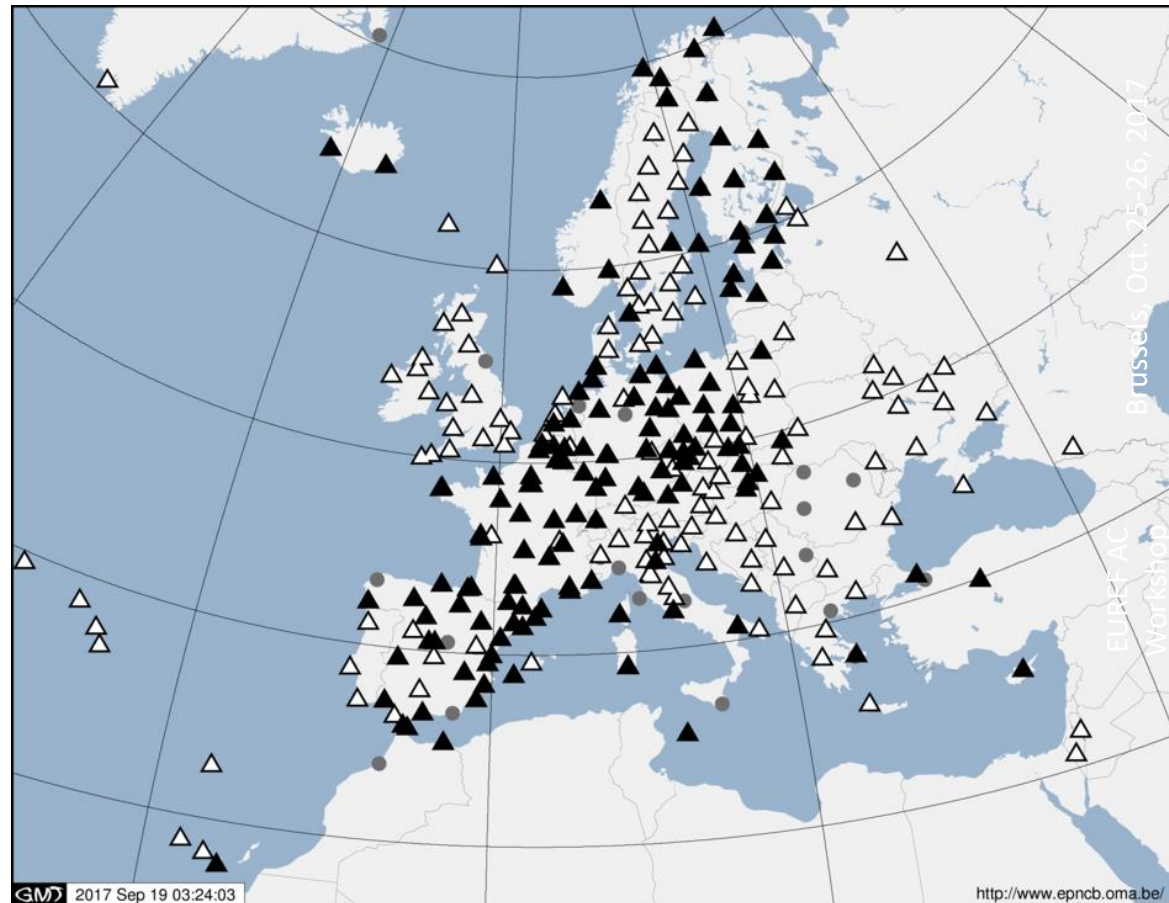 Brussels, Oct. 25-26, 2017
EUREF AC
Workshop
GMT 2017 Sep 19 03:24:03
http://www.epncb.oma.be/